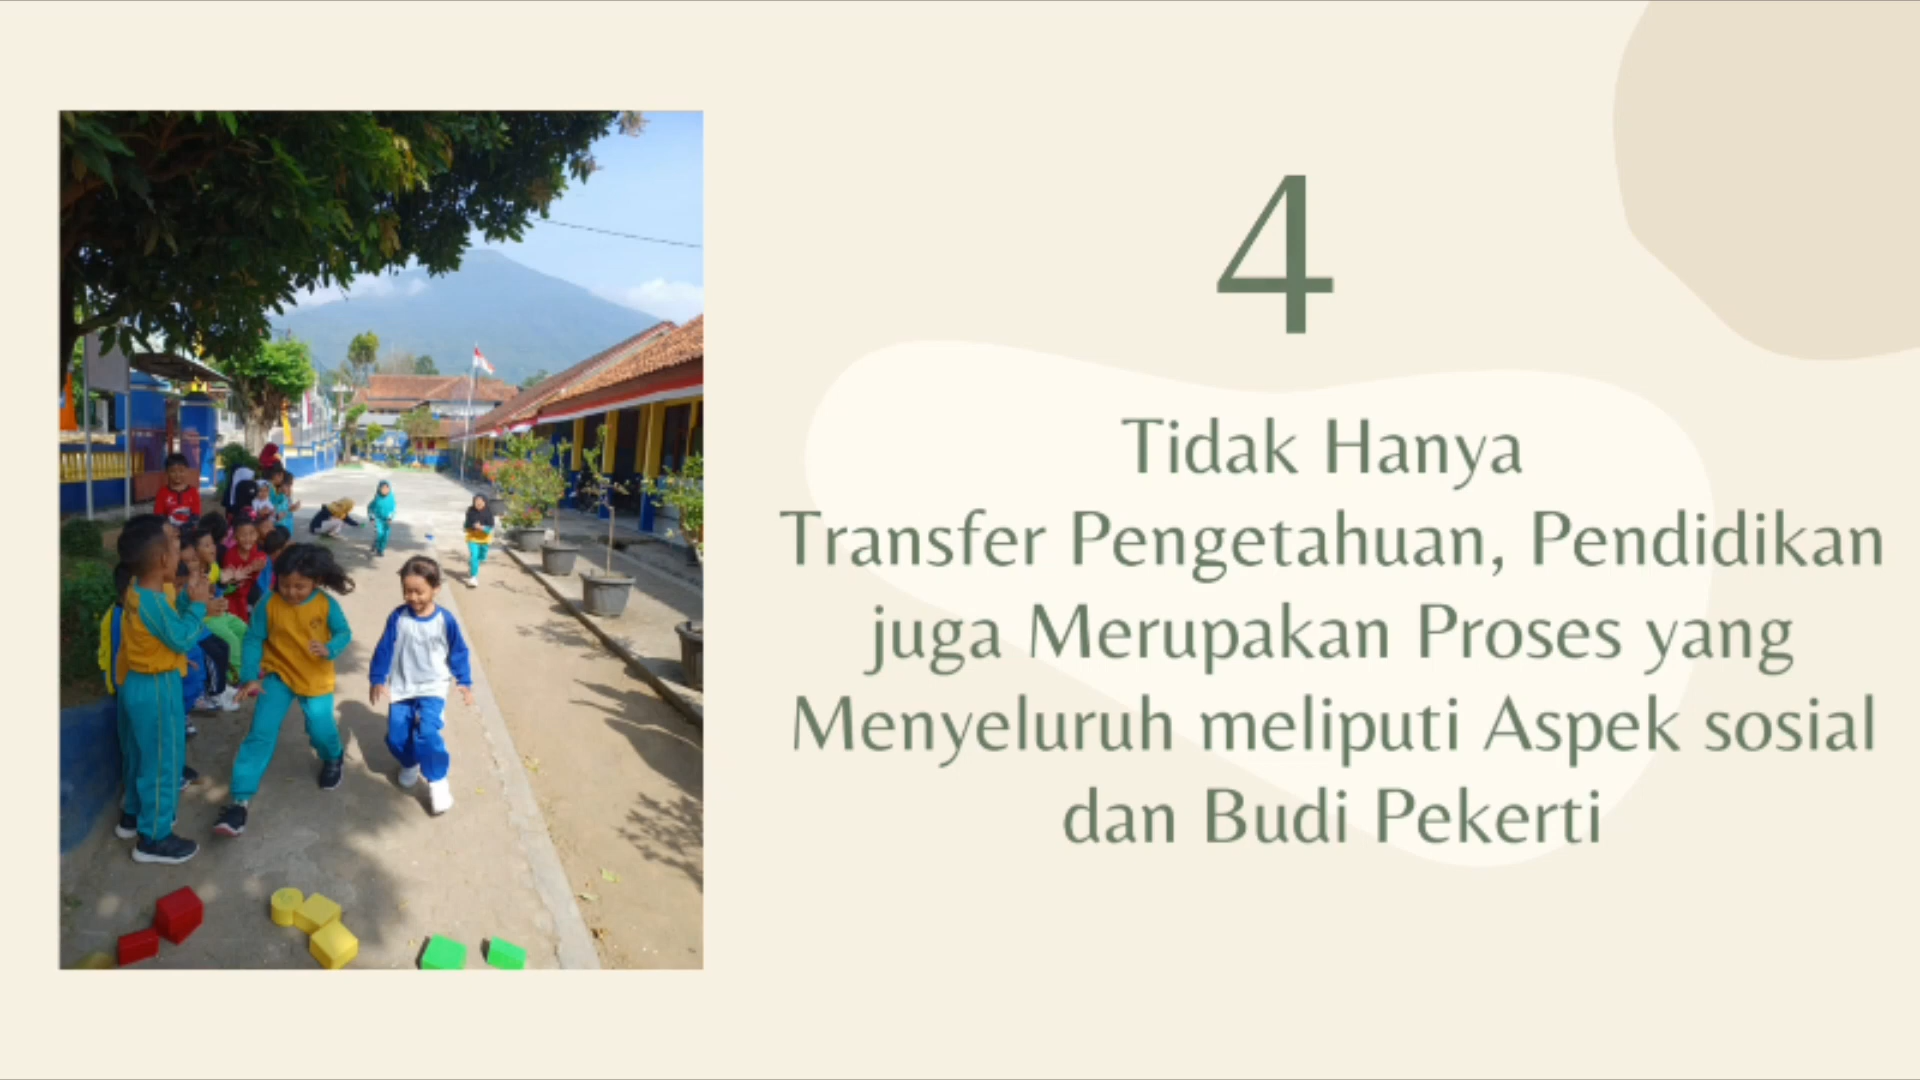 4
Tidak Hanya
Transfer Pengetahuan, Pendidikan
juga Merupakan Proses yang
Menyeluruh meliputi Aspek sosial
dan Budi Pekerti